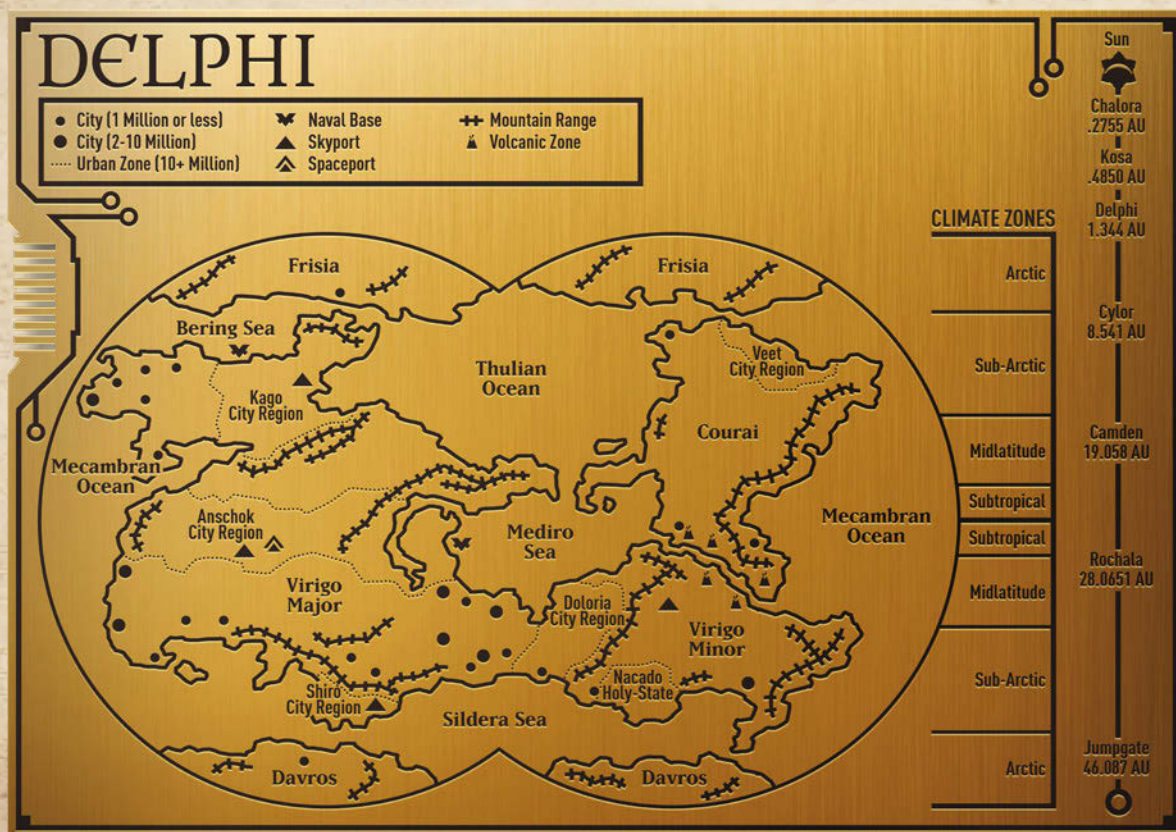 DELPHI
City (1 Million or less)
City (2-10 Million)
Urban Zone (10+ Million)
Naval Base
Skyport
Spaceport
Mountain Range
Volcanic Zone
Sun
Chalora
.2755 AU
Kosa
.4850 AU
Delphi
1.344 AU
Cylor
8.541 AU
Camden
19.058 AU
Rochala
28.0651 AU
Jumpgate
46.087 AU
CLIMATE ZONES
Arctic
Sub-Arctic
Midlatitude
Subtropical
Subtropical
Midlatitude
Sub-Arctic
Arctic
Frisia
Frisia
Bering Sea
Thulian
Ocean
Veet
City Region
Kago
City Region
Courai
Mecambran
Ocean
Anschok
City Region
Mediro
Sea
Mecambran
Ocean
Virigo
Major
Doloria
City Region
Virigo
Minor
Shiro
City Region
Nacado
Holy-State
Sildera Sea
Davros
Davros